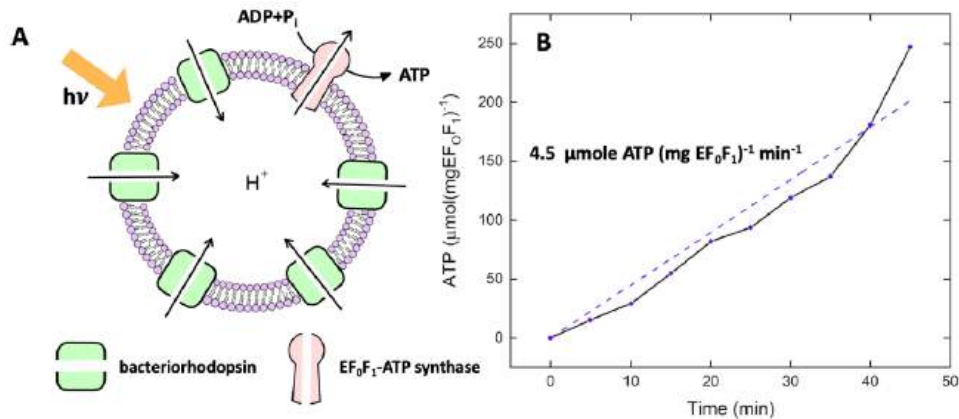 A
ADP+Pi
ATP
hν
H+
bacteriorhodopsin
EF0F1-ATP synthase
B
4.5 μmole ATP (mg EF0F1)-1 min-1
ATP (μmol(mgEFOF1)-1)
250
200
150
100
50
0
0 10 20 30 40 50
Time (min)